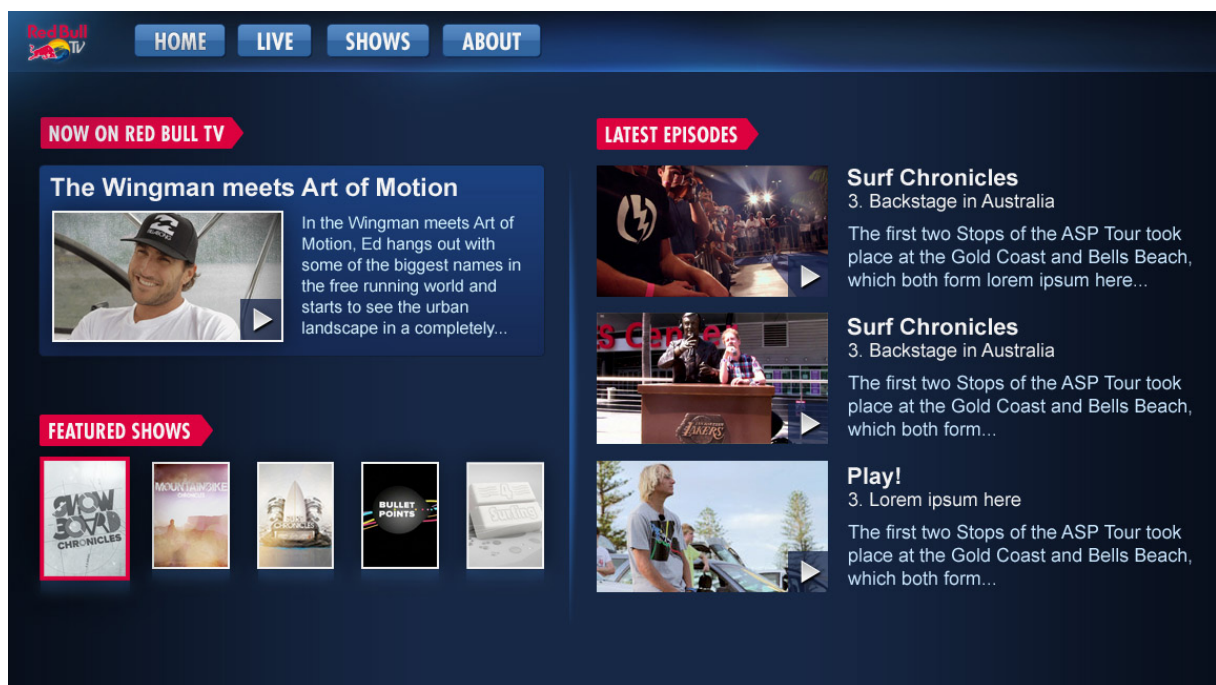 Red Bull
TV
HOME
LIVE
SHOWS
ABOUT
NOW ON RED BULL TV
The Wingman meets Art of Motion
BILLABONG
In the Wingman meets Art of
Motion, Ed hangs out with
some of the biggest names in
the free running world and
starts to see the urban
landscape in a completely...
FEATURED SHOWS
SNOW
BOARD
CHRONICLES
MOUNTAINBIKE
CHRONICLES
CHRONICLES
BULLET
POINTS
4
Surfing
LATEST EPISODES
Surf Chronicles
3. Backstage in Australia
The first two Stops of the ASP Tour took
place at the Gold Coast and Bells Beach,
which both form lorem ipsum here...
S Center
LAKERS
Surf Chronicles
3. Backstage in Australia
The first two Stops of the ASP Tour took
place at the Gold Coast and Bells Beach,
which both form...
Play!
3. Lorem ipsum here
The first two Stops of the ASP Tour took
place at the Gold Coast and Bells Beach,
which both form...